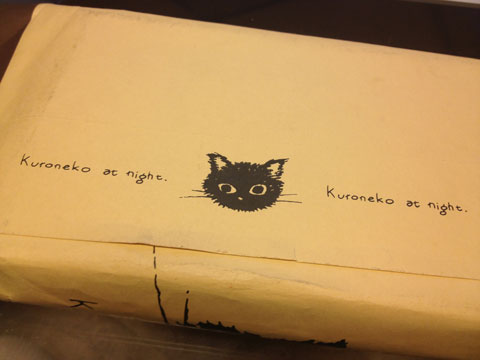 Kuroneko at night.
Kuroneko at night.
K